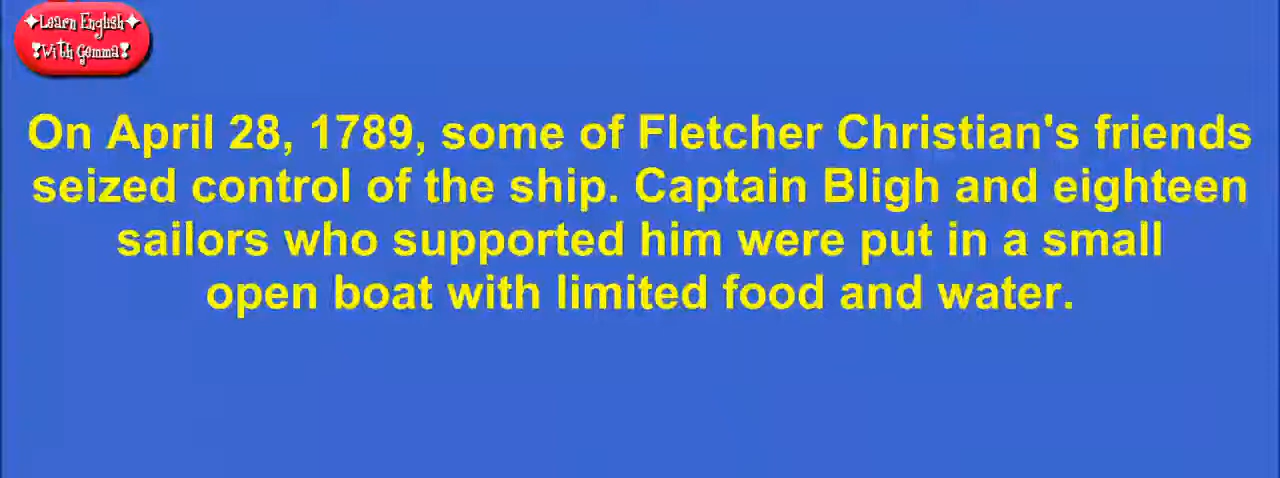 Learn English
With Gemma
On April 28, 1789, some of Fletcher Christian's friends
seized control of the ship. Captain Bligh and eighteen
sailors who supported him were put in a small
open boat with limited food and water.